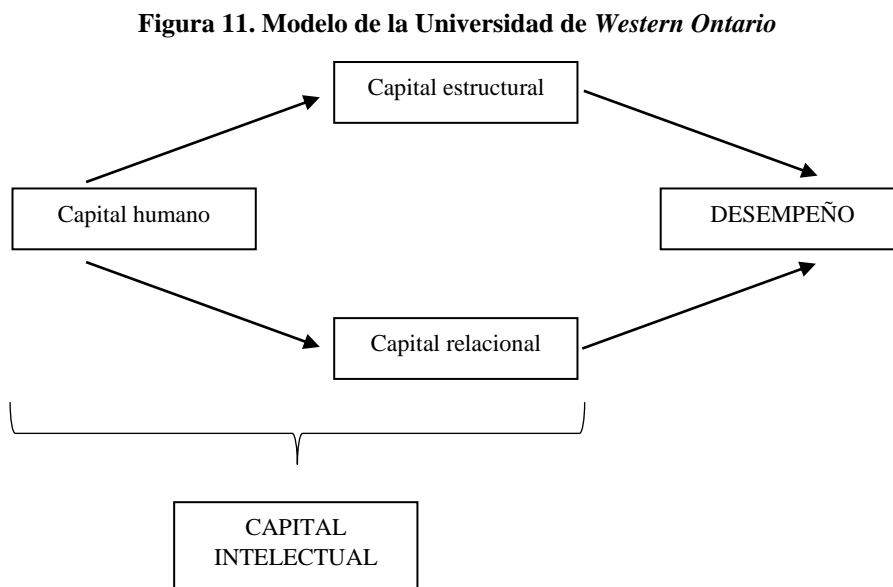 Figura 11. Modelo de la Universidad de Western Ontario
Capital estructural
Capital humano
DESEMPEÑO
Capital relacional
CAPITAL
INTELECTUAL